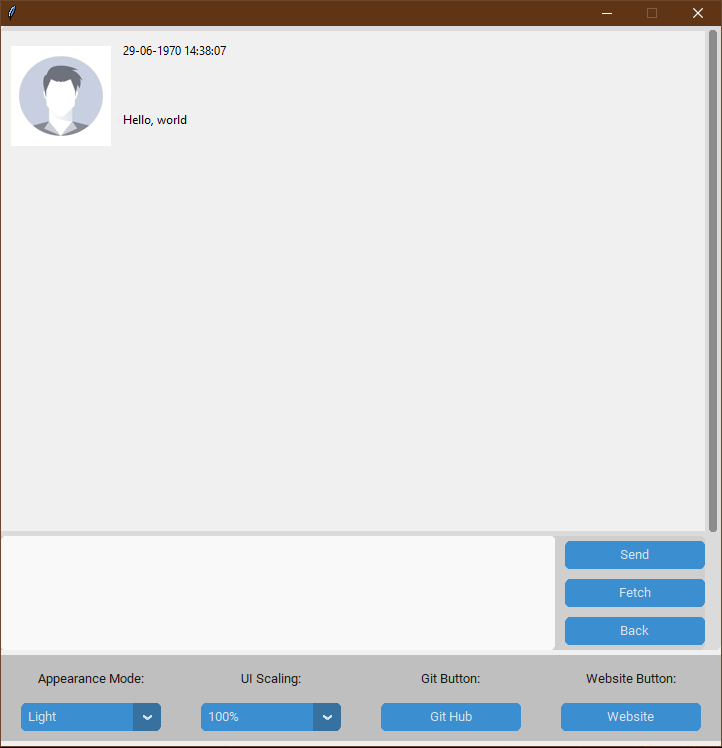 29-06-1970 14:38:07
Hello, world
Send
Fetch
Back
Appearance Mode: UI Scaling: Git Button: Website Button:
Light 100% Git Hub Website